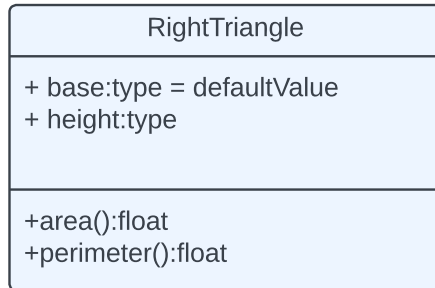 RightTriangle
+ base:type = defaultValue
+ height:type
+area():float
+perimeter():float